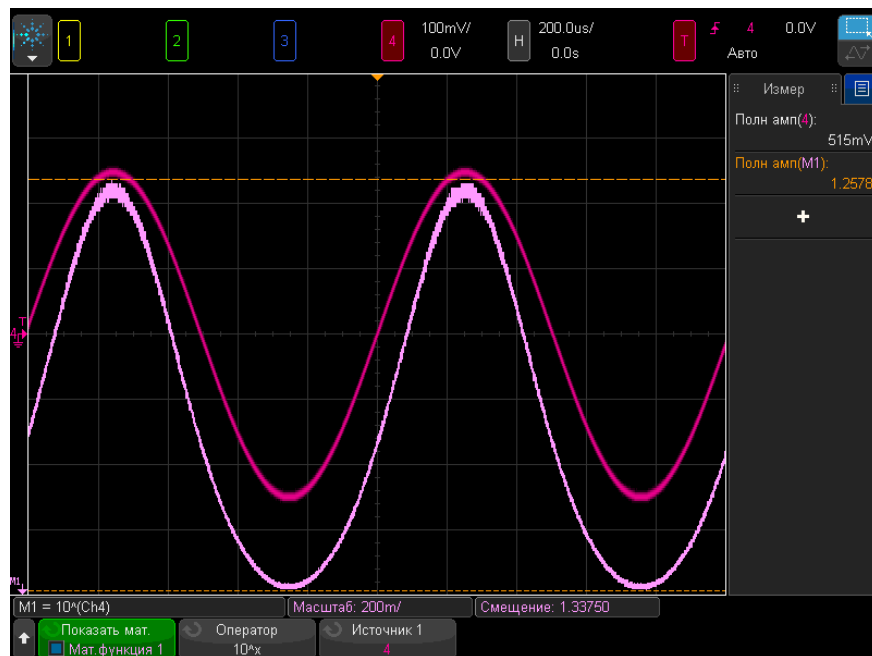 1 2 3 4 100mV/ 0.0V H 200.0us/ 0.0s T 4 0.0V Авто
Измер
Полн амп(4):
515mV
Полн амп(M1):
1.2578
+
T
4
M1
M1 = 10^(Ch4) Масштаб: 200m/ Смещение: 1.33750
Показать мат. Оператор Источник 1
Мат.функция 1 10^x 4